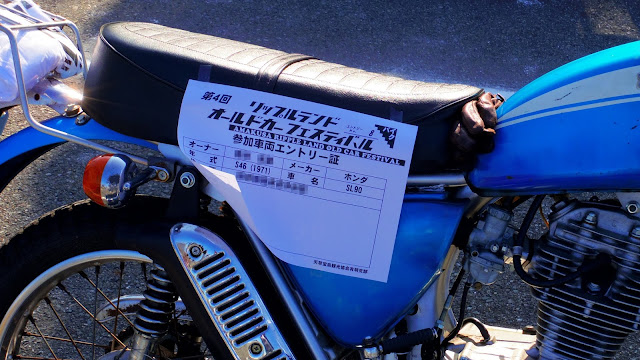 第4回
リップルランド
オールドカーフェスティバル
AMAKUSA RIPPLE LAND OLD CAR FESTIVAL
参加車両エントリー証
オーナー メーカー ホンダ
年式 S46 (1971) 車名 SL90